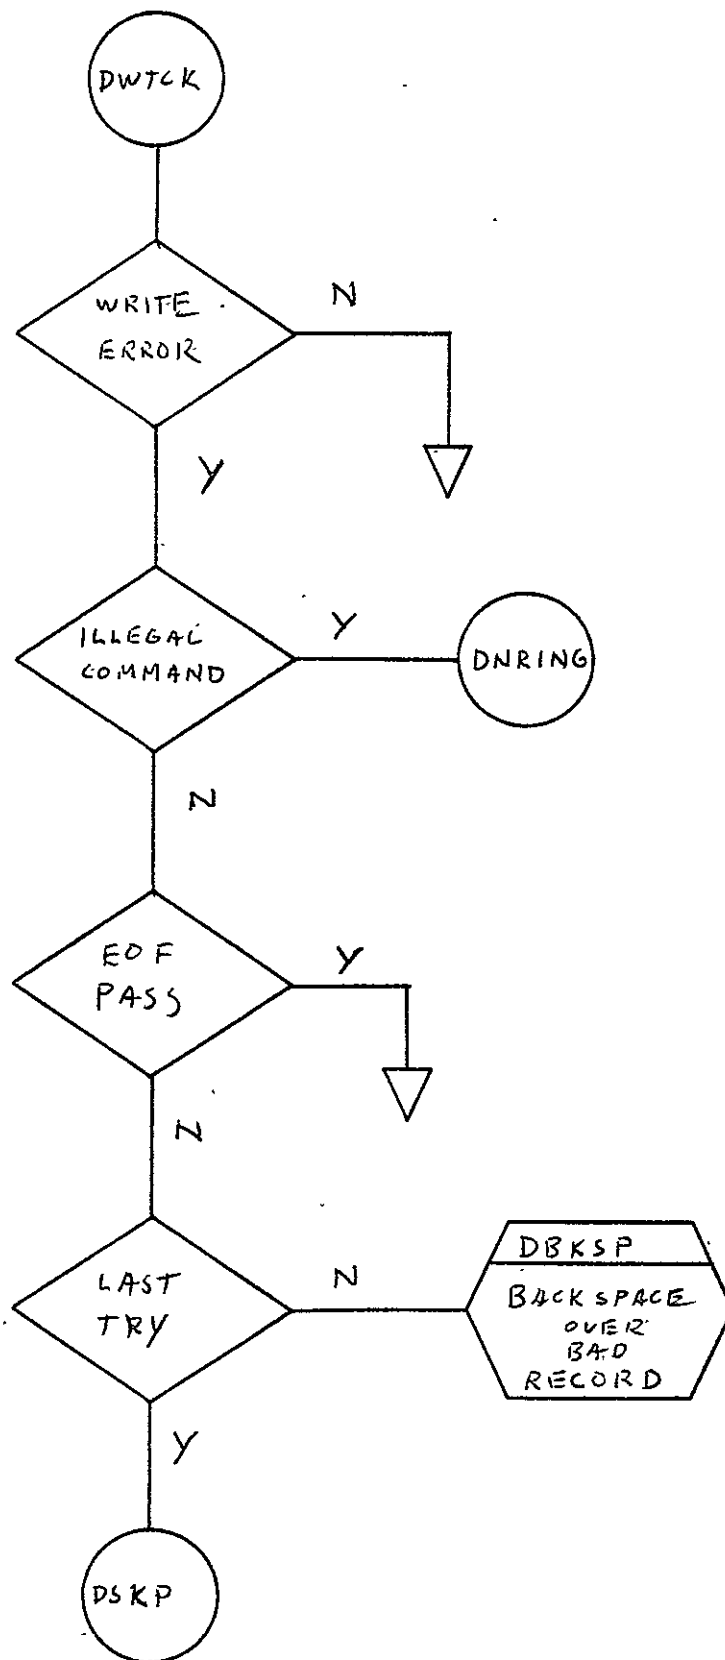 DWTCK
WRITE
ERROR
N
Y
ILLEGAL
COMMAND
Y
DNRING
N
EOF
PASS
Y
N
LAST
TRY
N
DBKSP
BACKSPACE
OVER
BAD
RECORD
Y
DSKP